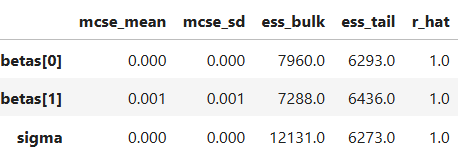 mcse_mean mcse_sd ess_bulk ess_tail r_hat
betas[0] 0.000 0.000 7960.0 6293.0 1.0
betas[1] 0.001 0.001 7288.0 6436.0 1.0
sigma 0.000 0.000 12131.0 6273.0 1.0